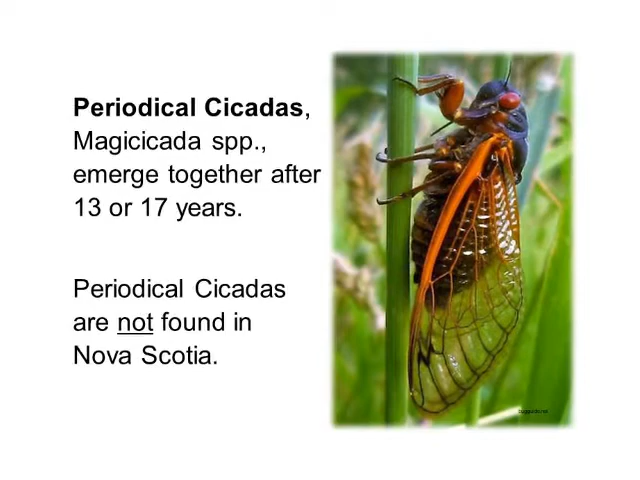 Periodical Cicadas,
Magicicada spp.,
emerge together after
13 or 17 years.
Periodical Cicadas
are not found in
Nova Scotia.